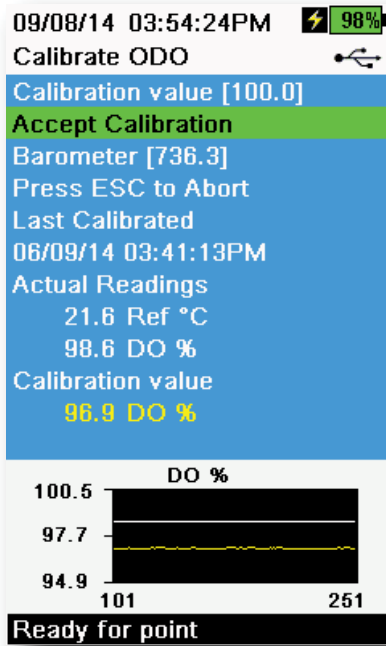 09/08/14 03:54:24PM 98%
Calibrate ODO
Calibration value [100.0]
Accept Calibration
Barometer [736.3]
Press ESC to Abort
Last Calibrated
06/09/14 03:41:13PM
Actual Readings
21.6 Ref °C
98.6 DO %
Calibration value
96.9 DO %
DO %
100.5
97.7
94.9
101 251
Ready for point